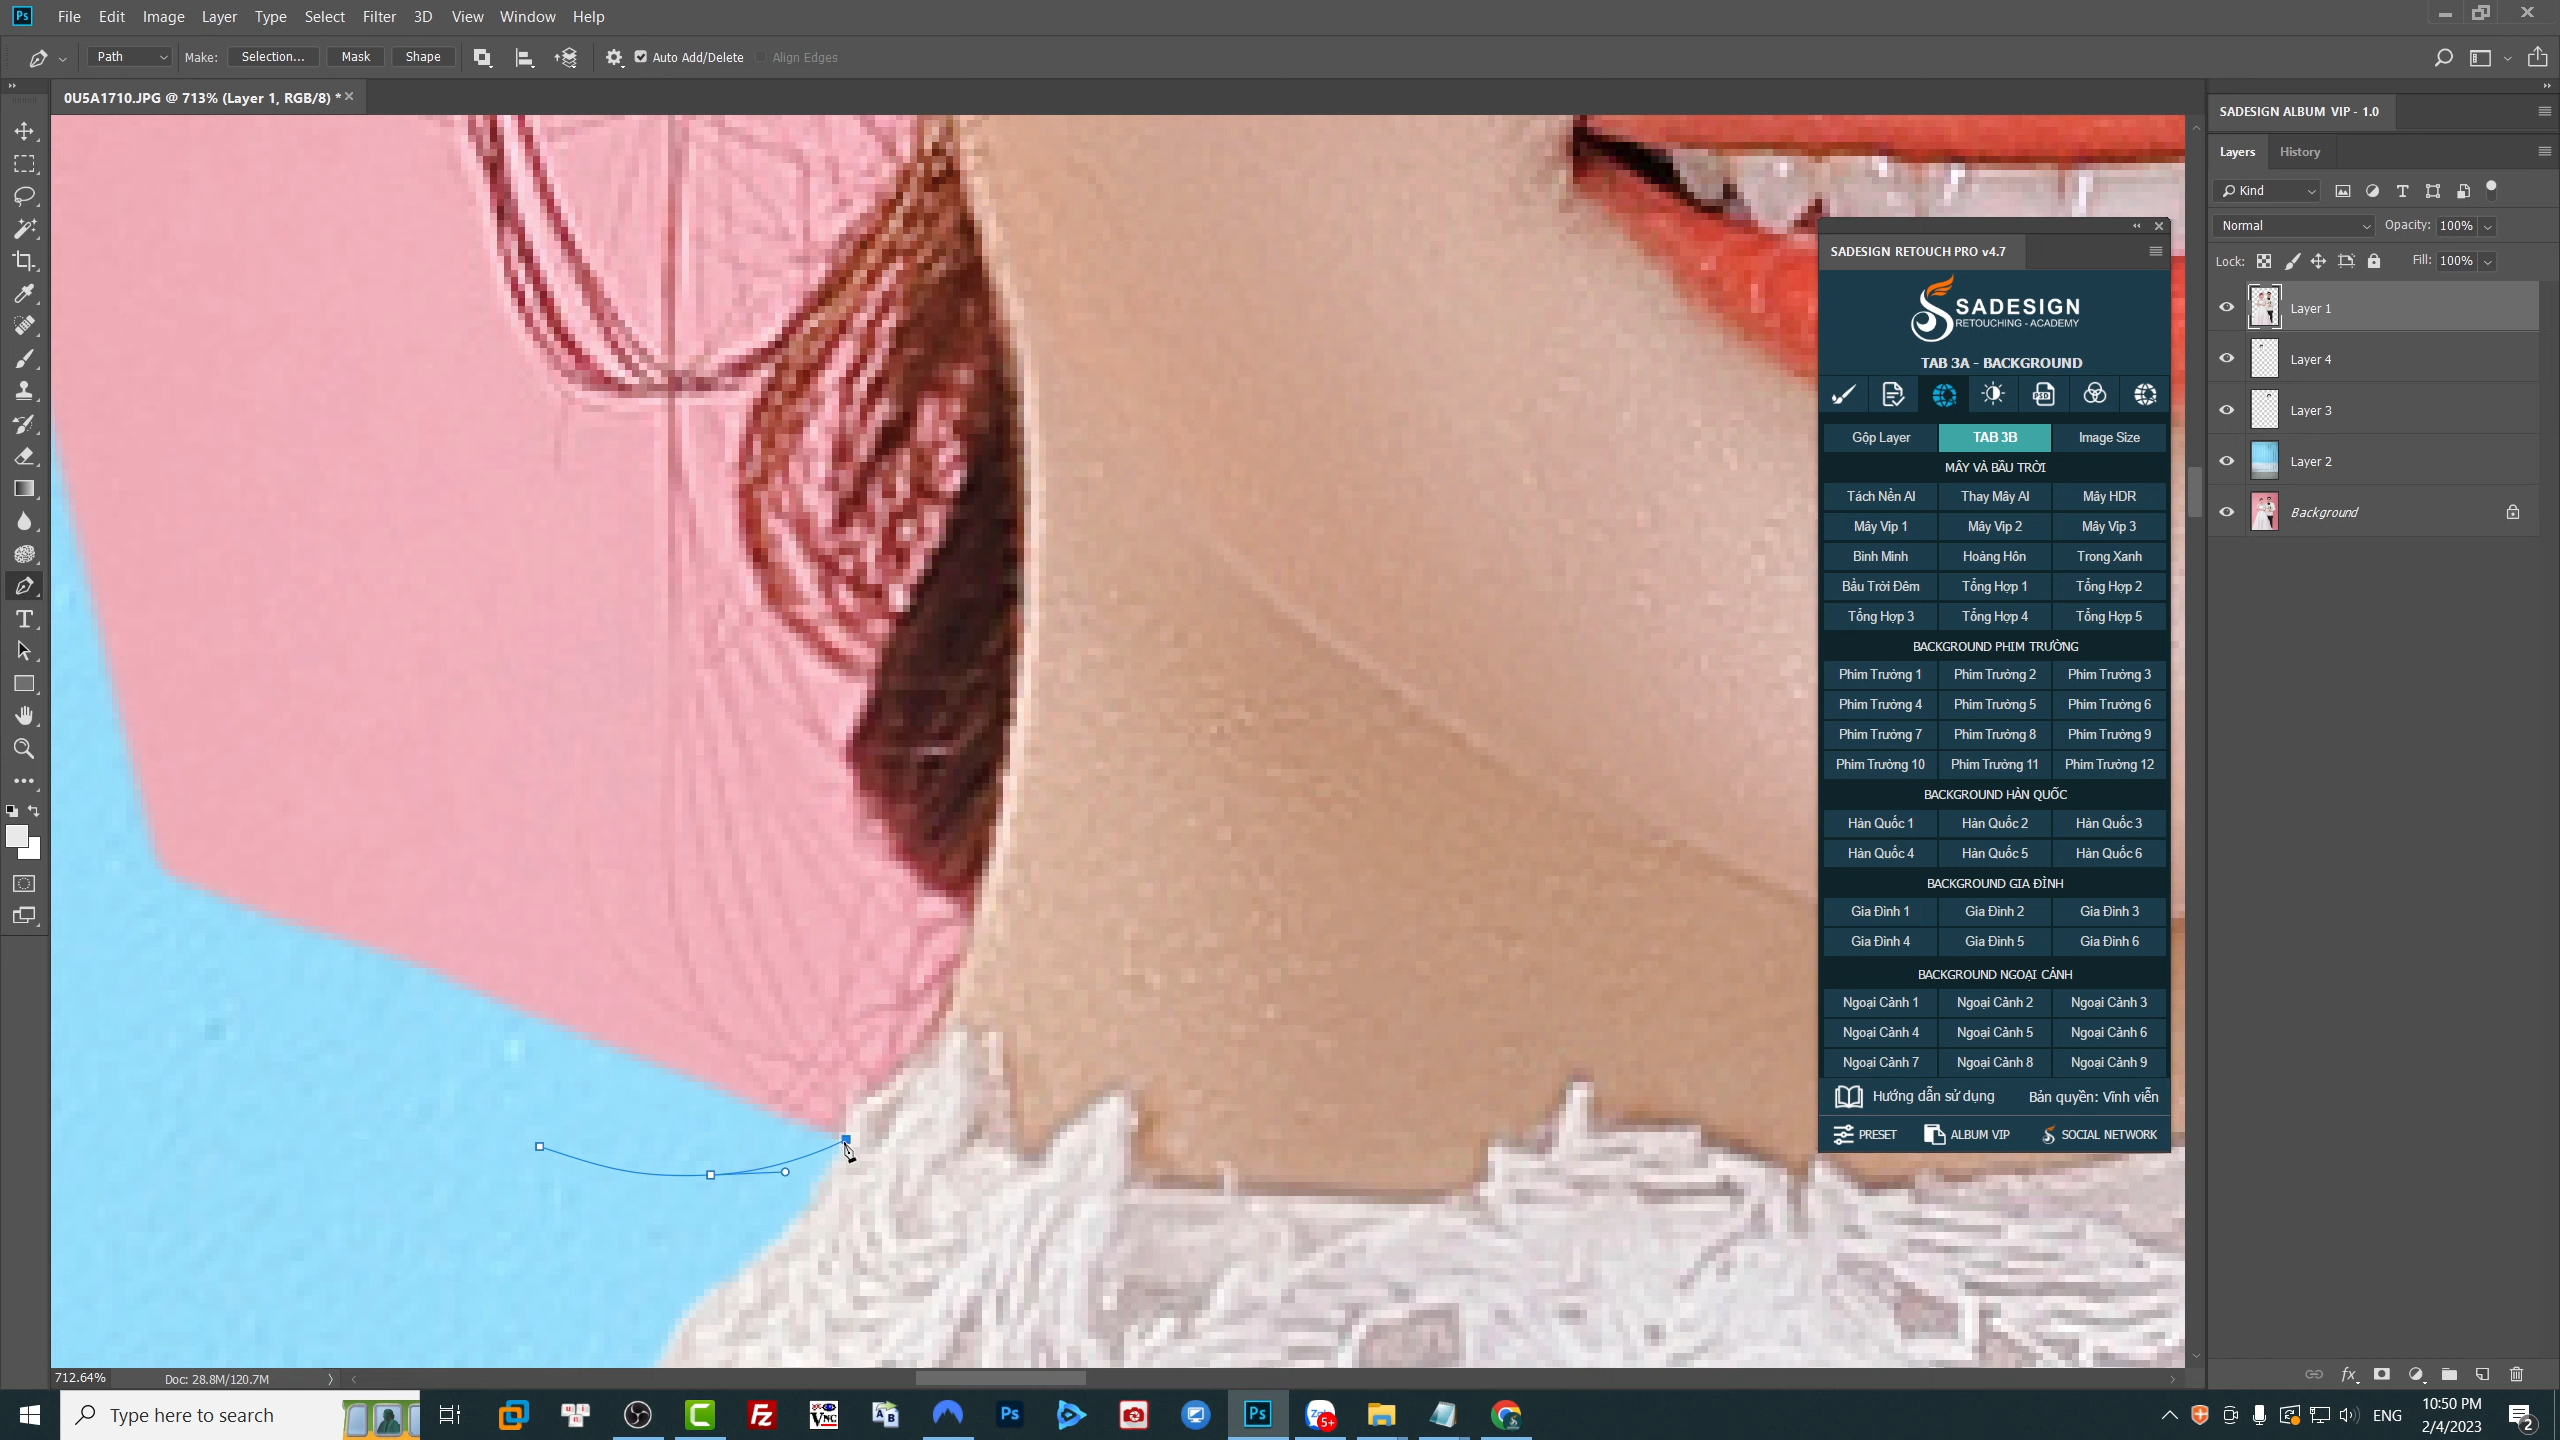 Ps File Edit Image Layer Type Select Filter 3D View Window Help
Path Make: Selection... Mask Shape Auto Add/Delete Align Edges
0U5A1710.JPG @ 713% (Layer 1, RGB/8) *
SADESIGN ALBUM VIP - 1.0
Layers History
Kind
Normal Opacity: 100%
Lock: Fill: 100%
Layer 1
Layer 4
Layer 3
Layer 2
Background
SADESIGN RETOUCH PRO v4.7
SADESIGN
RETOUCHING - ACADEMY
TAB 3A - BACKGROUND
PSD
Gộp Layer TAB 3B Image Size
MÂY VÀ BẦU TRỜI
Tách Nền AI Thay Mây AI Mây HDR
Mây Vip 1 Mây Vip 2 Mây Vip 3
Bình Minh Hoàng Hôn Trong Xanh
Bầu Trời Đêm Tổng Hợp 1 Tổng Hợp 2
Tổng Hợp 3 Tổng Hợp 4 Tổng Hợp 5
BACKGROUND PHIM TRƯỜNG
Phim Trường 1 Phim Trường 2 Phim Trường 3
Phim Trường 4 Phim Trường 5 Phim Trường 6
Phim Trường 7 Phim Trường 8 Phim Trường 9
Phim Trường 10 Phim Trường 11 Phim Trường 12
BACKGROUND HÀN QUỐC
Hàn Quốc 1 Hàn Quốc 2 Hàn Quốc 3
Hàn Quốc 4 Hàn Quốc 5 Hàn Quốc 6
BACKGROUND GIA ĐÌNH
Gia Đình 1 Gia Đình 2 Gia Đình 3
Gia Đình 4 Gia Đình 5 Gia Đình 6
BACKGROUND NGOẠI CẢNH
Ngoại Cảnh 1 Ngoại Cảnh 2 Ngoại Cảnh 3
Ngoại Cảnh 4 Ngoại Cảnh 5 Ngoại Cảnh 6
Ngoại Cảnh 7 Ngoại Cảnh 8 Ngoại Cảnh 9
Hướng dẫn sử dụng Bản quyền: Vĩnh viễn
PRESET ALBUM VIP SOCIAL NETWORK
712.64% Doc: 28.8M/120.7M
Type here to search
VNC
Ps
Ps
5+
ENG
10:50 PM
2/4/2023
2